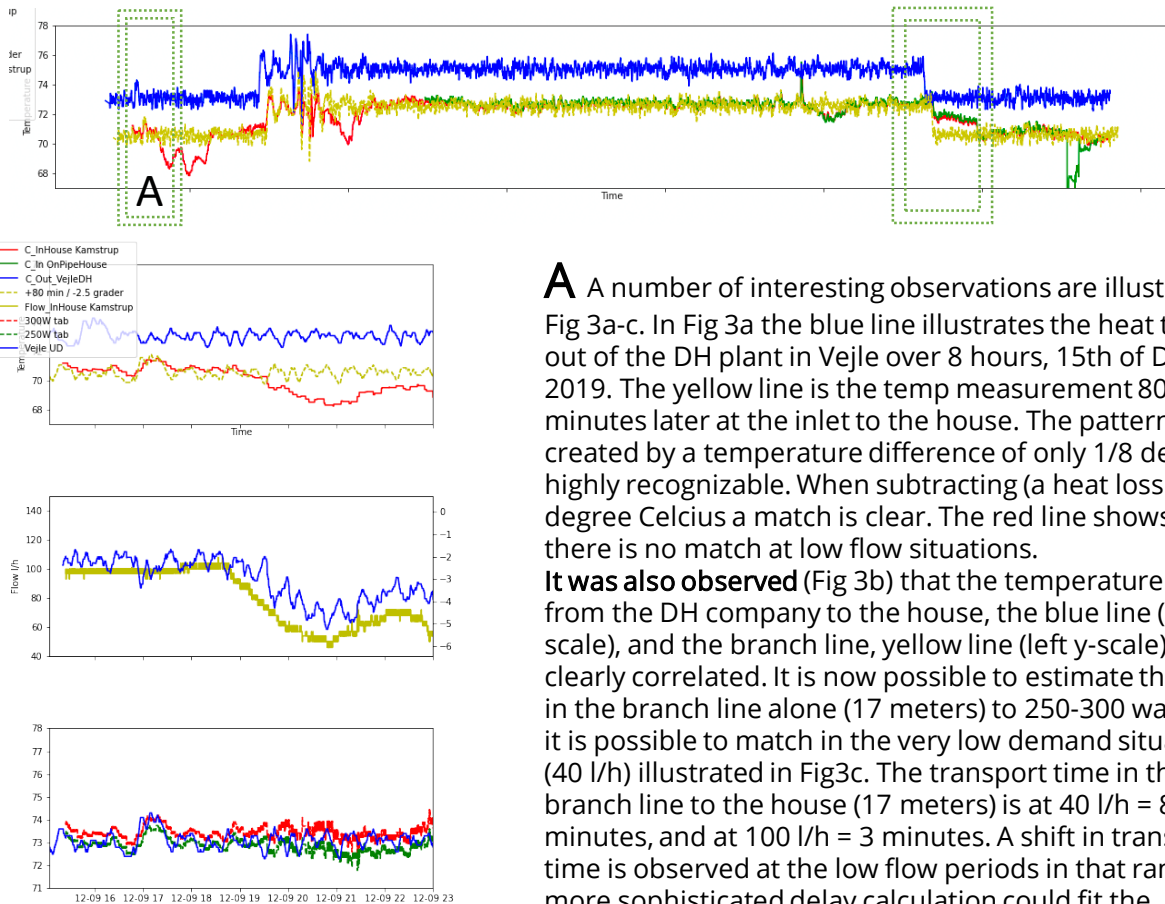 78
76
74
72
70
68
Temperature
Time
A
C_InHouse Kamstrup
C_In OnPipeHouse
C_Out_VejleDH
+80 min / -2.5 grader
Flow_InHouse Kamstrup
300W tab
250W tab
Vejle UD
70
68
Time
140
120
100
80
60
40
Flow l/h
0
−1
−2
−3
−4
−5
−6
78
77
76
75
74
73
72
71
12-09 16 12-09 17 12-09 18 12-09 19 12-09 20 12-09 21 12-09 22 12-09 23
A A number of interesting observations are illust
Fig 3a-c. In Fig 3a the blue line illustrates the heat
out of the DH plant in Vejle over 8 hours, 15th of D
2019. The yellow line is the temp measurement 80
minutes later at the inlet to the house. The pattern
created by a temperature difference of only 1/8 de
highly recognizable. When subtracting (a heat loss
degree Celcius a match is clear. The red line shows
there is no match at low flow situations.
It was also observed (Fig 3b) that the temperature
from the DH company to the house, the blue line (
scale), and the branch line, yellow line (left y-scale)
clearly correlated. It is now possible to estimate th
in the branch line alone (17 meters) to 250-300 wa
it is possible to match in the very low demand situ
(40 l/h) illustrated in Fig3c. The transport time in th
branch line to the house (17 meters) is at 40 l/h = 8
minutes, and at 100 l/h = 3 minutes. A shift in trans
time is observed at the low flow periods in that ran
more sophisticated delay calculation could fit the